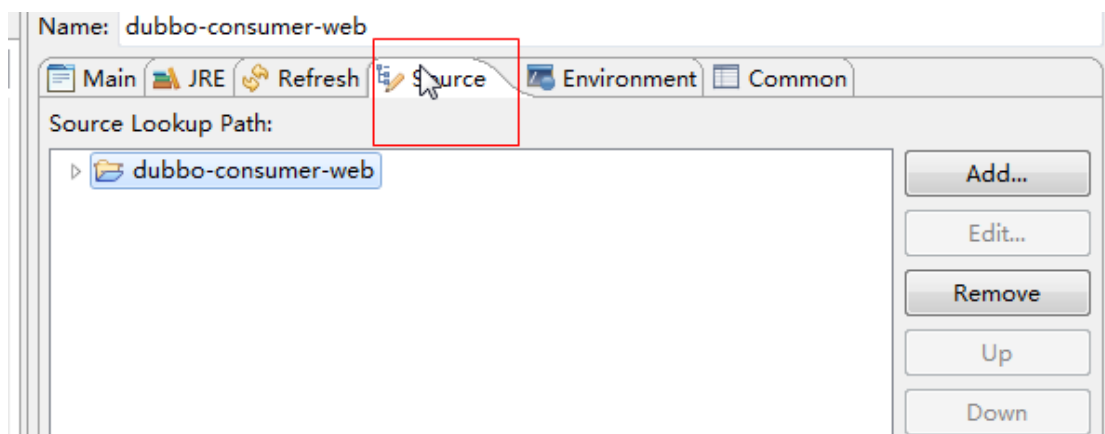 Name: dubbo-consumer-web
Main JRE Refresh Source Environment Common
Source Lookup Path:
dubbo-consumer-web
Add...
Edit...
Remove
Up
Down